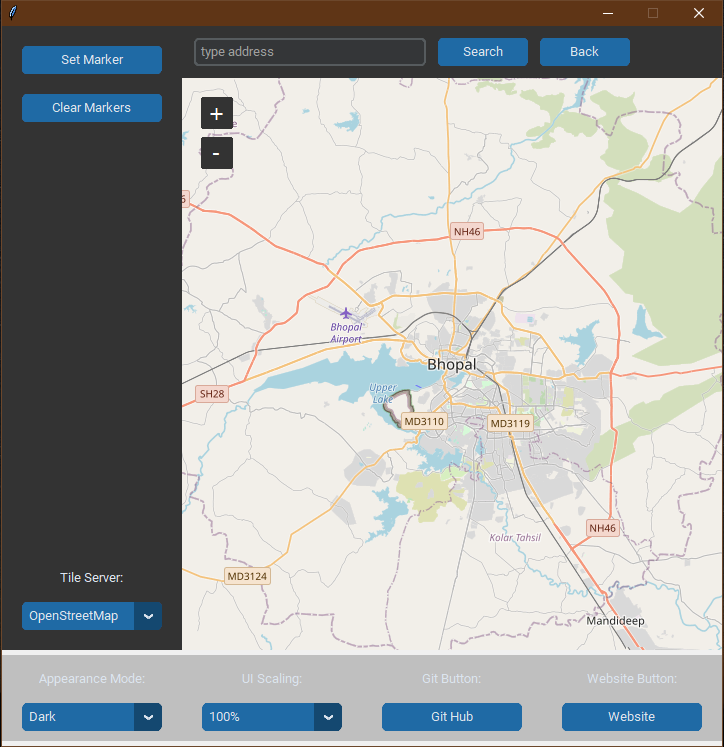 Set Marker
Clear Markers
type address
Search
Back
+
-
NH46
Bhopal
Airport
Bhopal
SH28
Upper
Lake
MD3110
MD3119
NH46
Kolar Tahsil
MD3124
Mandideep
Tile Server:
OpenStreetMap
Appearance Mode:
UI Scaling:
Git Button:
Website Button:
Dark
100%
Git Hub
Website